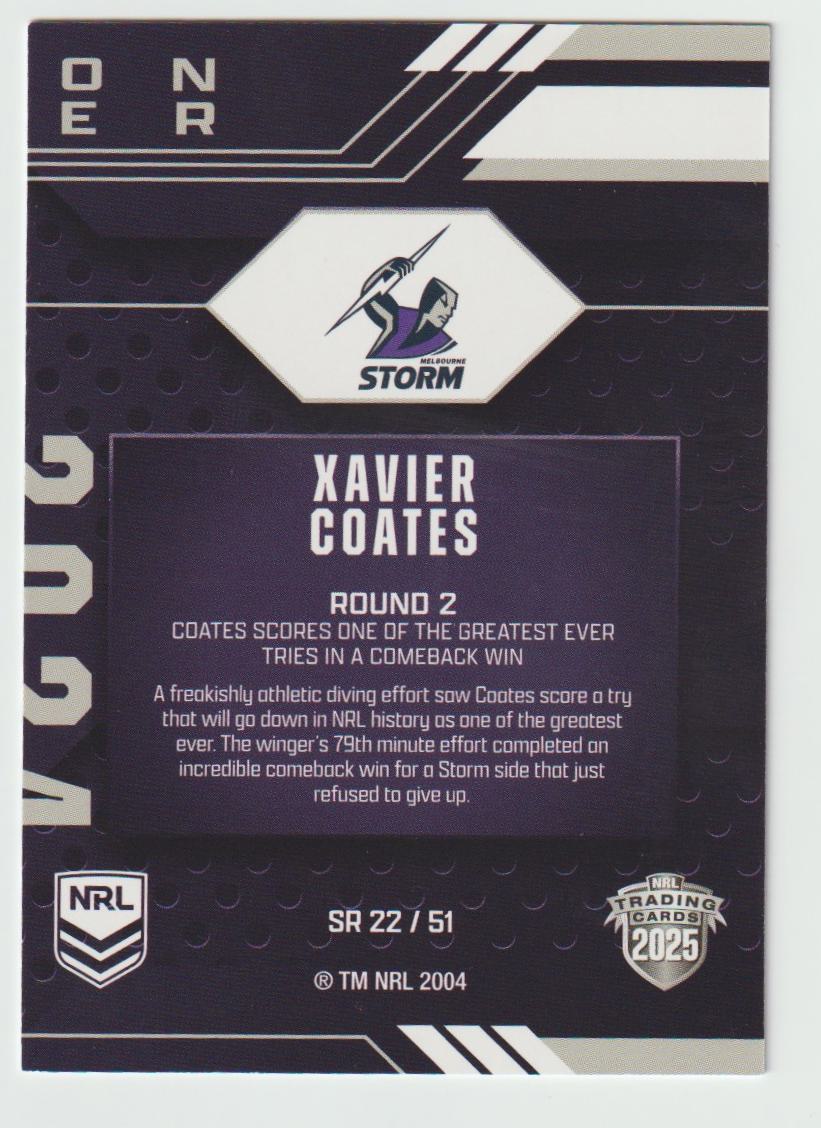 O N
E R
MELBOURNE
STORM
2024
XAVIER
COATES
ROUND 2
COATES SCORES ONE OF THE GREATEST EVER
TRIES IN A COMEBACK WIN
A freakishly athletic diving effort saw Coates score a try
that will go down in NRL history as one of the greatest
ever. The winger's 79th minute effort completed an
incredible comeback win for a Storm side that just
refused to give up.
NRL
SR 22 / 51
® TM NRL 2004
NRL
TRADING
CARDS
2025